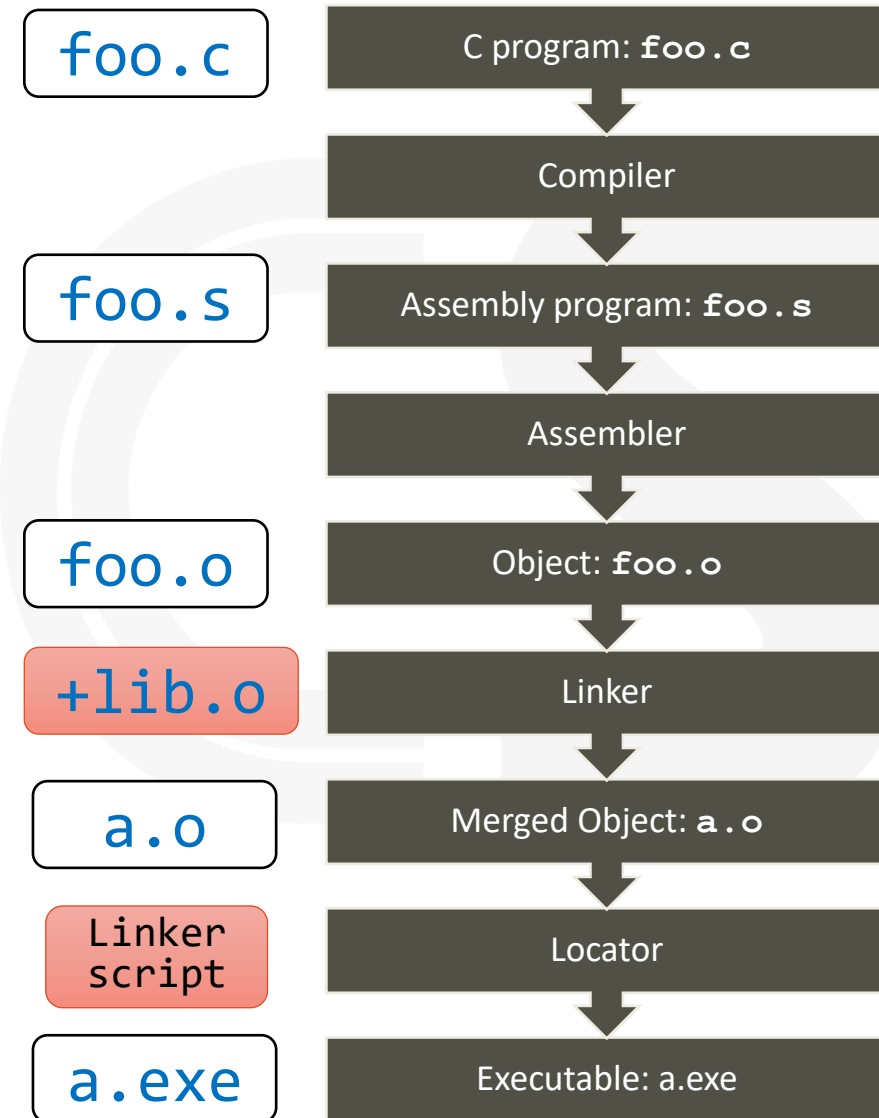 foo.c
C program: foo.c
Compiler
foo.s
Assembly program: foo.s
Assembler
foo.o
Object: foo.o
+lib.o
Linker
a.o
Merged Object: a.o
Linker
script
Locator
a.exe
Executable: a.exe